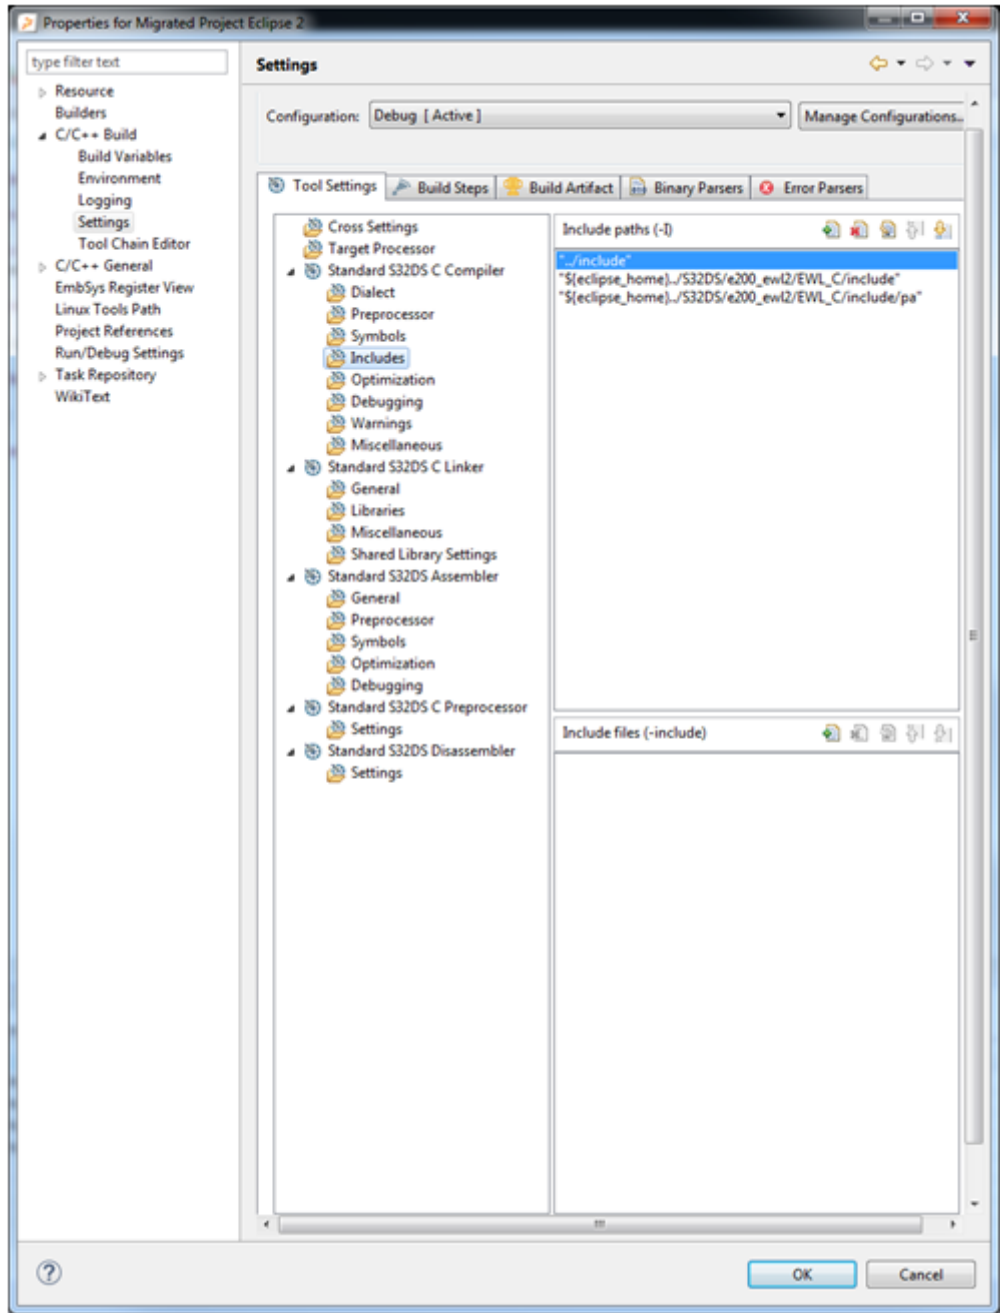 Properties for Migrated Project Eclipse 2
type filter text
Resource
Builders
C/C++ Build
Build Variables
Environment
Logging
Settings
Tool Chain Editor
C/C++ General
EmbSys Register View
Linux Tools Path
Project References
Run/Debug Settings
Task Repository
WikiText
Settings
Configuration: Debug [ Active ] Manage Configurations...
Tool Settings Build Steps Build Artifact Binary Parsers Error Parsers
Cross Settings
Target Processor
Standard S32DS C Compiler
Dialect
Preprocessor
Symbols
Includes
Optimization
Debugging
Warnings
Miscellaneous
Standard S32DS C Linker
General
Libraries
Miscellaneous
Shared Library Settings
Standard S32DS Assembler
General
Preprocessor
Symbols
Optimization
Debugging
Standard S32DS C Preprocessor
Settings
Standard S32DS Disassembler
Settings
Include paths (-I)
"../include"
"${eclipse_home}../S32DS/e200_ewl2/EWL_C/include"
"${eclipse_home}../S32DS/e200_ewl2/EWL_C/include/pa"
Include files (-include)
OK Cancel